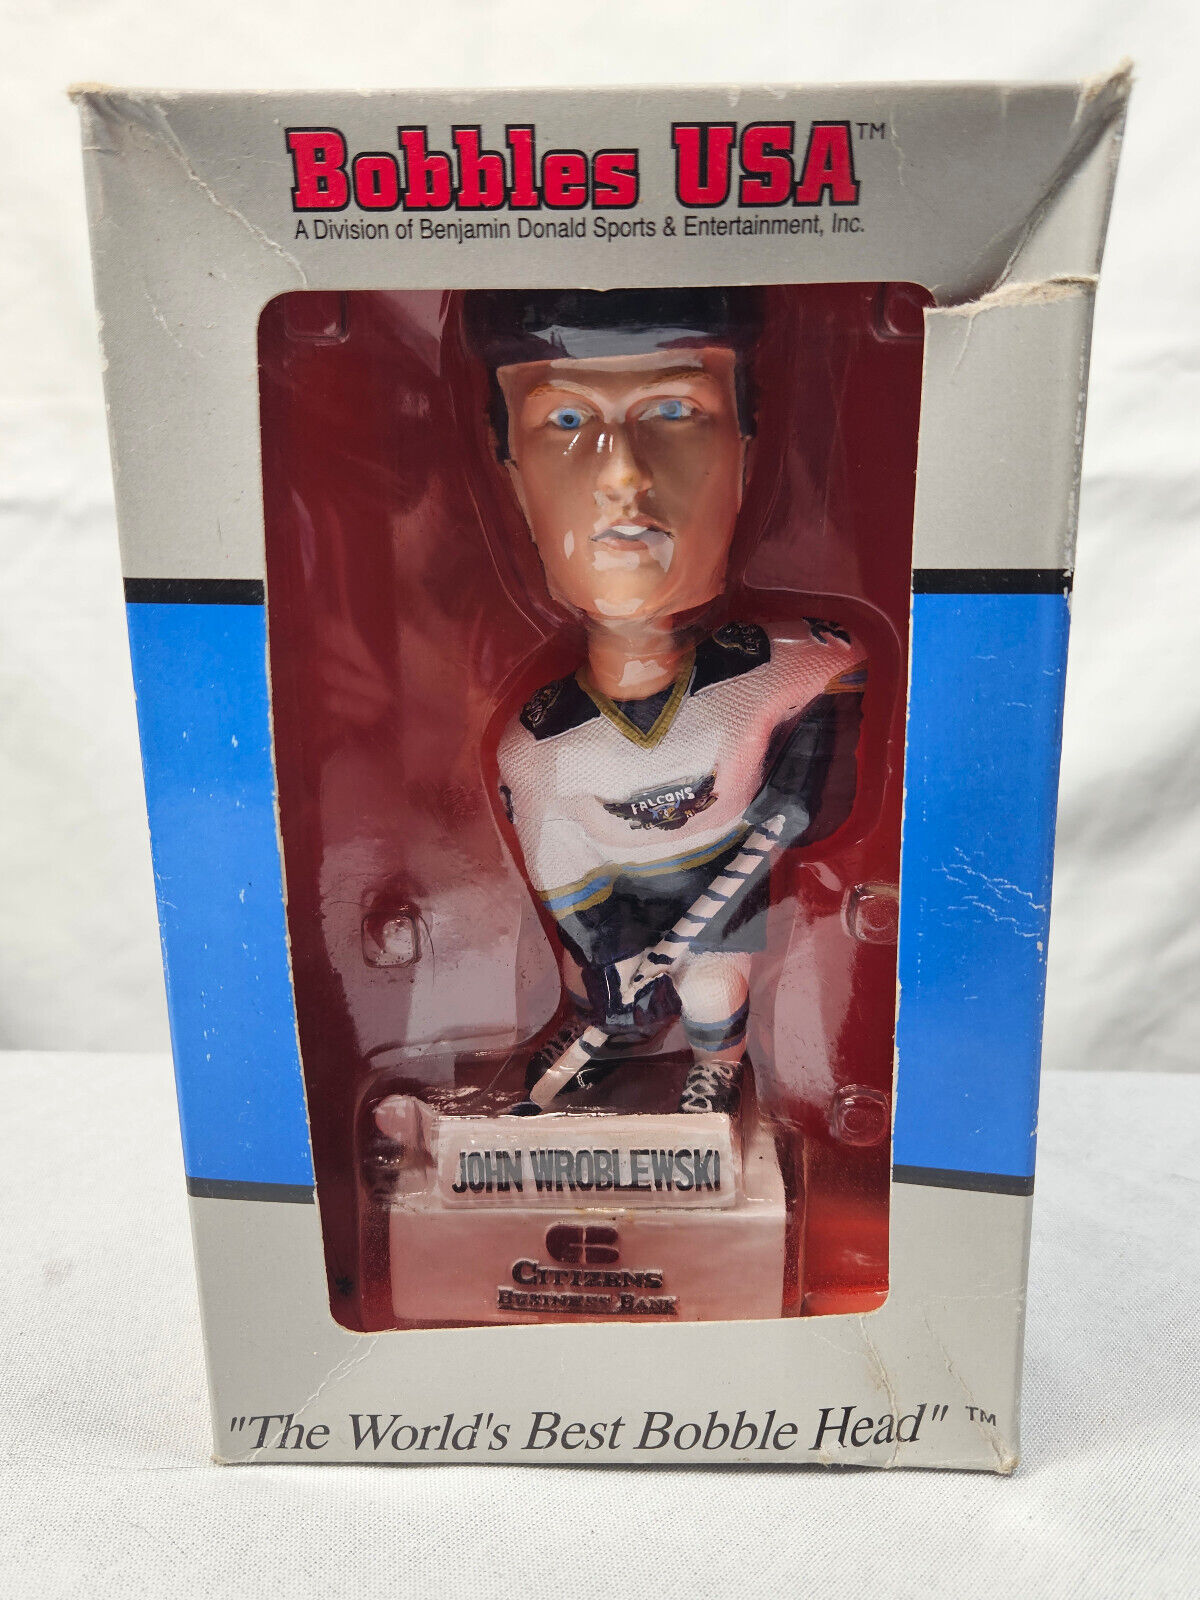 Bobbles USA™
A Division of Benjamin Donald Sports & Entertainment, Inc.
FALCONS
JOHN WROBLEWSKI
CB
CITIZENS
BUSINESS BANK
"The World's Best Bobble Head" ™